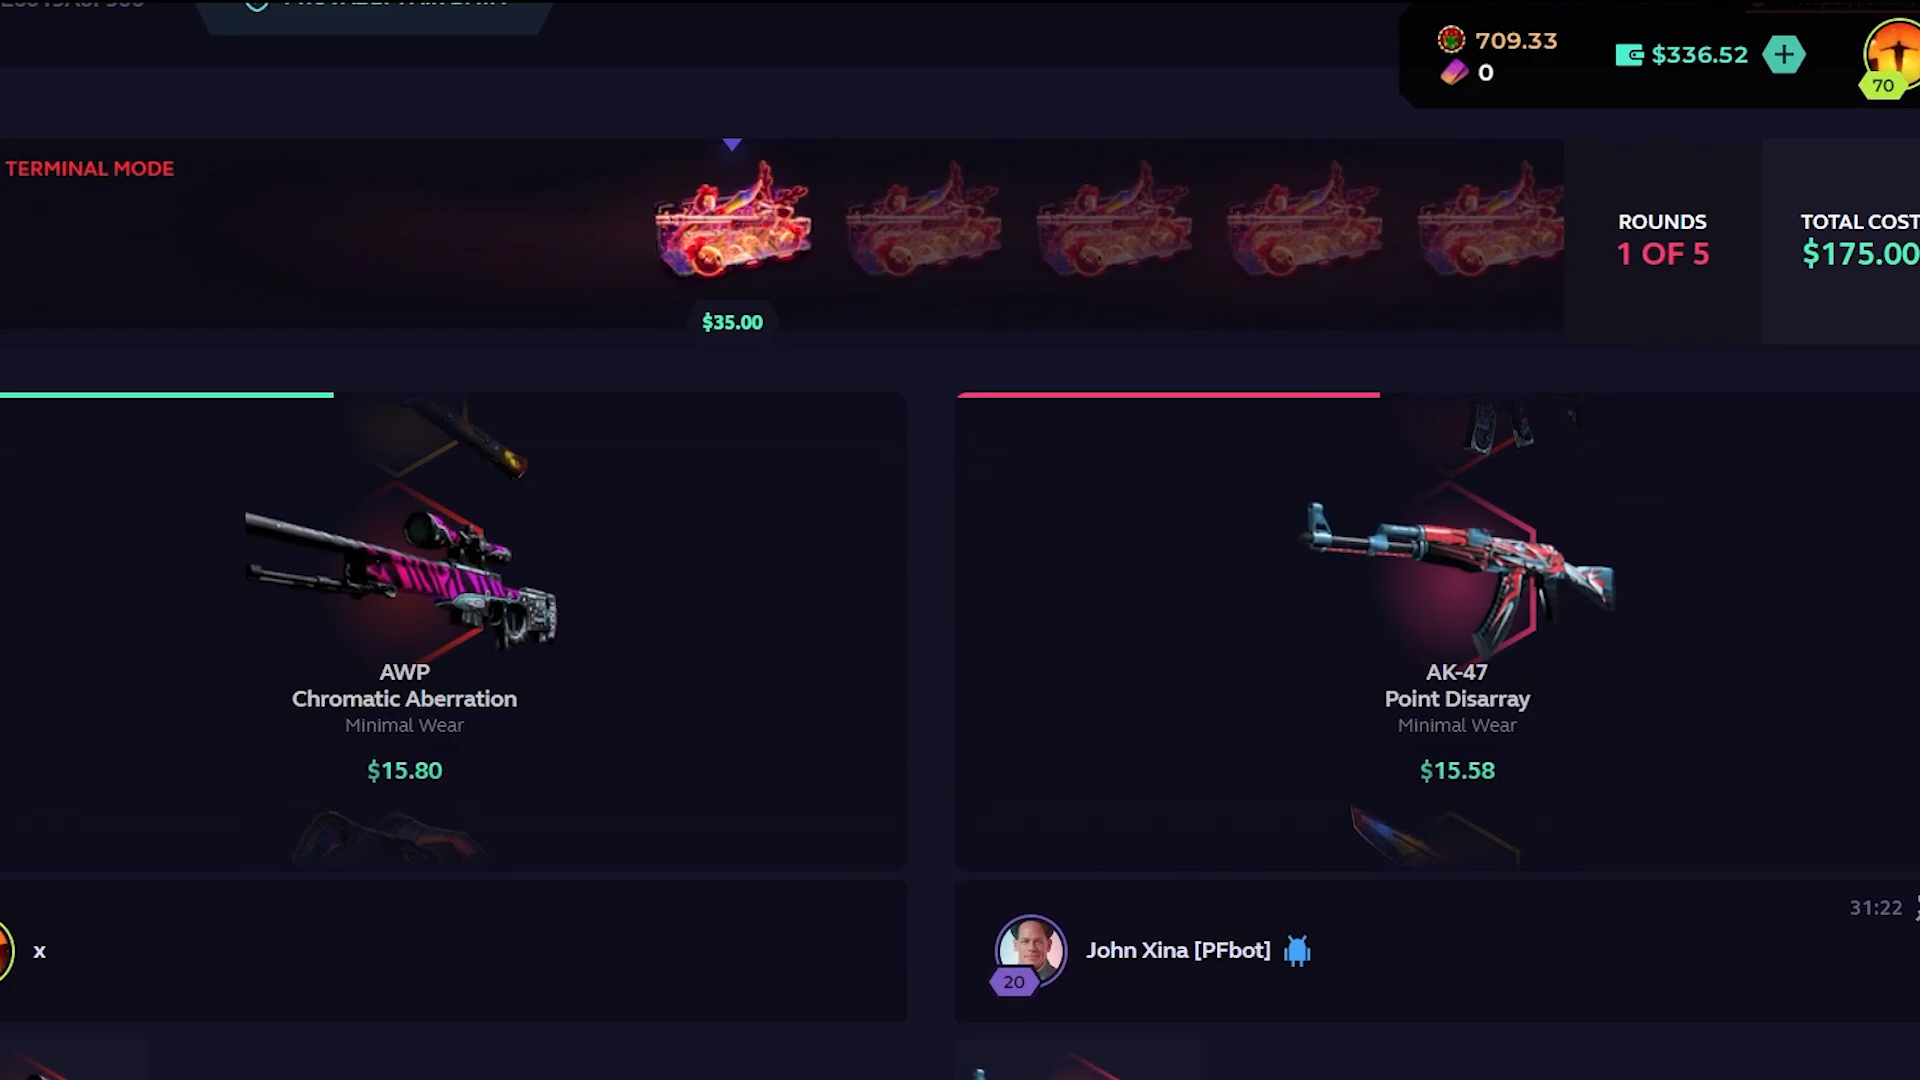 709.33
0
$336.52
70
TERMINAL MODE
$35.00
ROUNDS
1 OF 5
TOTAL COST
$175.00
AWP
Chromatic Aberration
Minimal Wear
$15.80
AK-47
Point Disarray
Minimal Wear
$15.58
x
31:22
John Xina [PFbot]
20